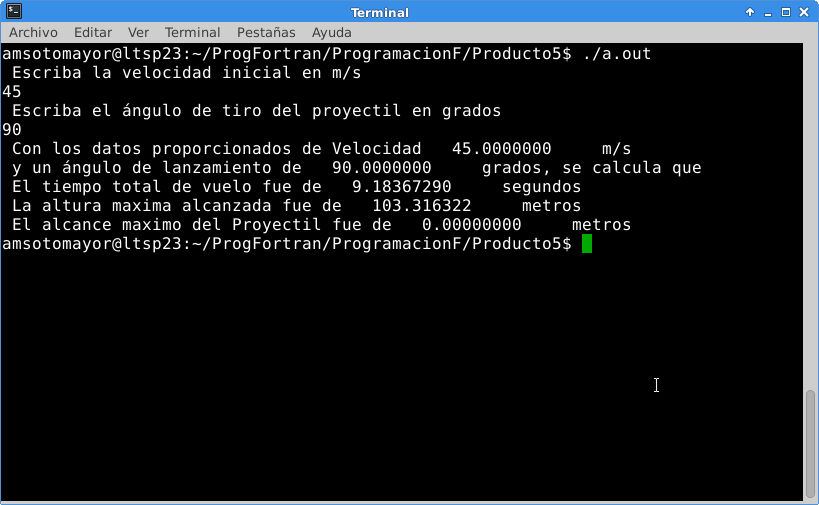 Terminal
Archivo Editar Ver Terminal Pestañas Ayuda
amsotomayor@ltsp23:~/ProgFortran/ProgramacionF/Producto5$ ./a.out
Escriba la velocidad inicial en m/s
45
Escriba el ángulo de tiro del proyectil en grados
90
Con los datos proporcionados de Velocidad   45.0000000     m/s
y un ángulo de lanzamiento de   90.0000000     grados, se calcula que
El tiempo total de vuelo fue de   9.18367290     segundos
La altura maxima alcanzada fue de   103.316322     metros
El alcance maximo del Proyectil fue de   0.00000000     metros
amsotomayor@ltsp23:~/ProgFortran/ProgramacionF/Producto5$